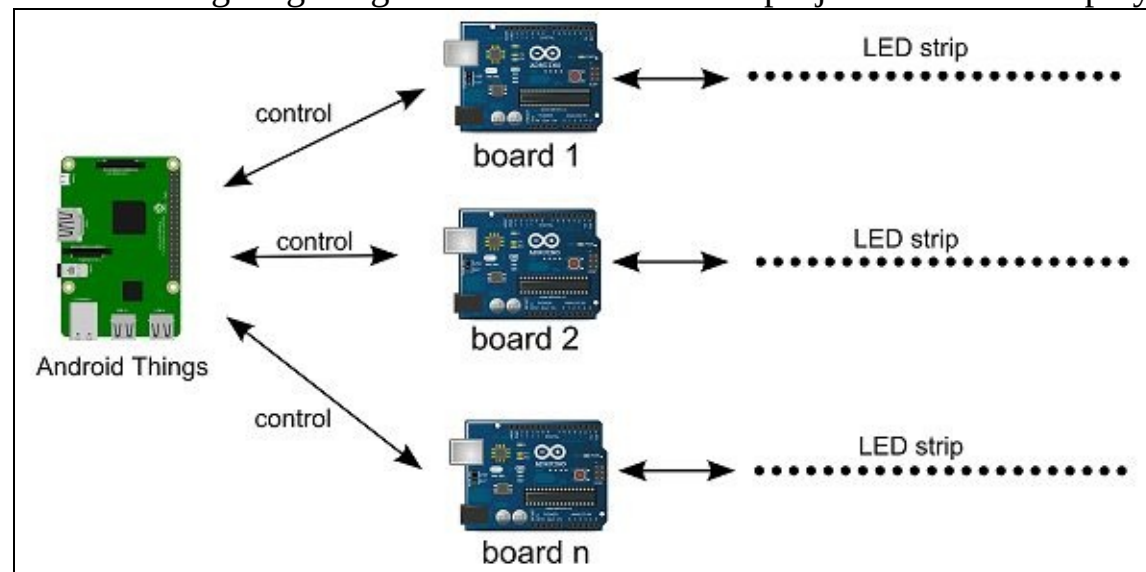 LED strip
control
board 1
control
LED strip
board 2
Android Things
control
LED strip
board n